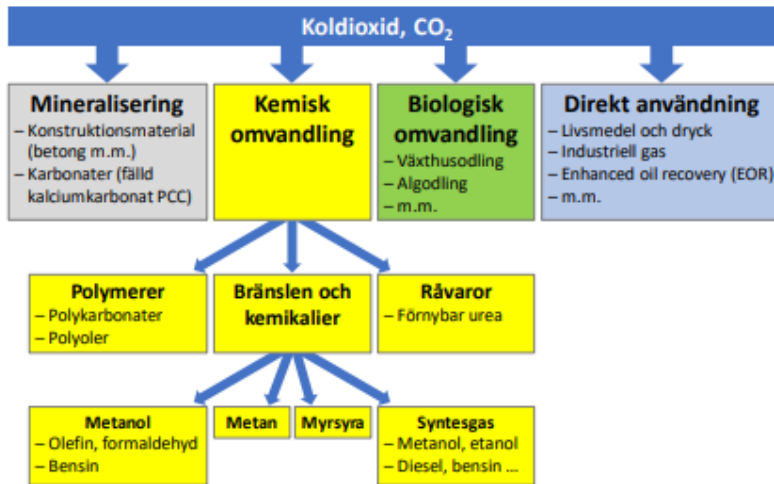 Koldioxid, CO₂
Mineralisering
– Konstruktionsmaterial
(betong m.m.)
– Karbonater (fälld
kalciumkarbonat PCC)
Kemisk
omvandling
Biologisk
omvandling
– Växthusodling
– Algodling
– m.m.
Direkt användning
– Livsmedel och dryck
– Industriell gas
– Enhanced oil recovery (EOR)
– m.m.
Polymerer
– Polykarbonater
– Polyoler
Bränslen och
kemikalier
Råvaror
– Förnybar urea
Metanol
– Olefin, formaldehyd
– Bensin
Metan
Myrsyra
Syntesgas
– Metanol, etanol
– Diesel, bensin ...